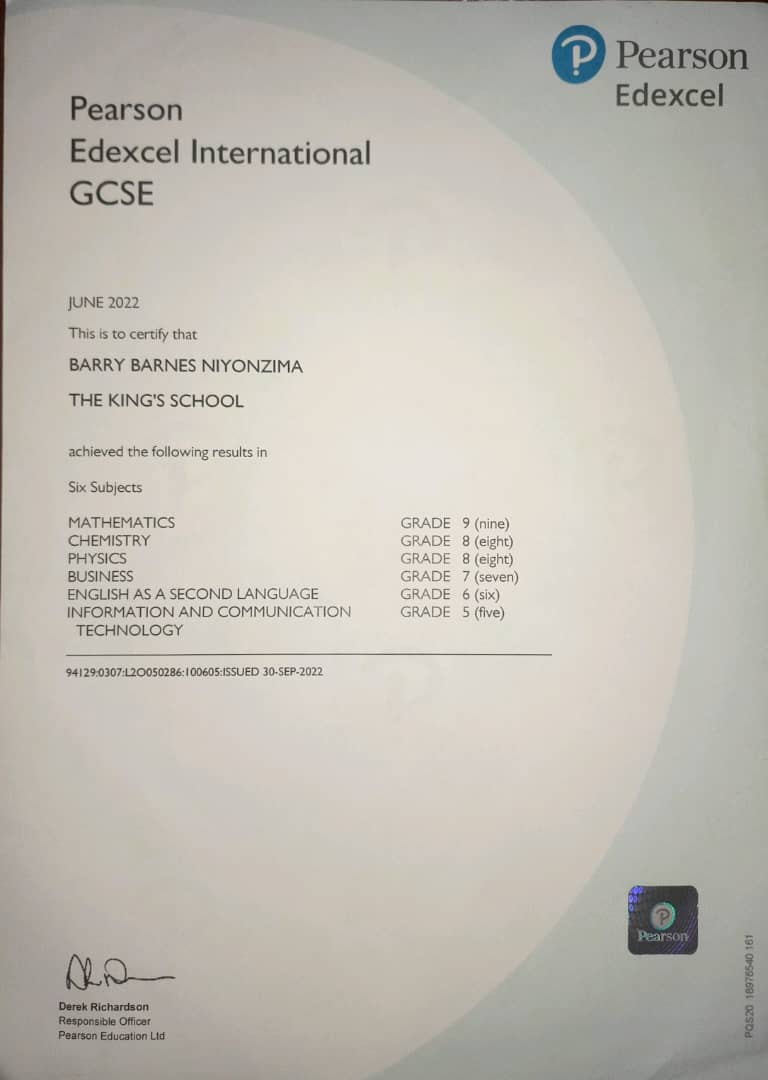 Pearson
Edexcel
Pearson
Edexcel International
GCSE
JUNE 2022
This is to certify that
BARRY BARNES NIYONZIMA
THE KING'S SCHOOL
achieved the following results in
Six Subjects
MATHEMATICS GRADE 9 (nine)
CHEMISTRY GRADE 8 (eight)
PHYSICS GRADE 8 (eight)
BUSINESS GRADE 7 (seven)
ENGLISH AS A SECOND LANGUAGE GRADE 6 (six)
INFORMATION AND COMMUNICATION GRADE 5 (five)
TECHNOLOGY
94129:0307:L2O050286:100605:ISSUED 30-SEP-2022
Pearson
Derek Richardson
Responsible Officer
Pearson Education Ltd
PQS20 18976540 161